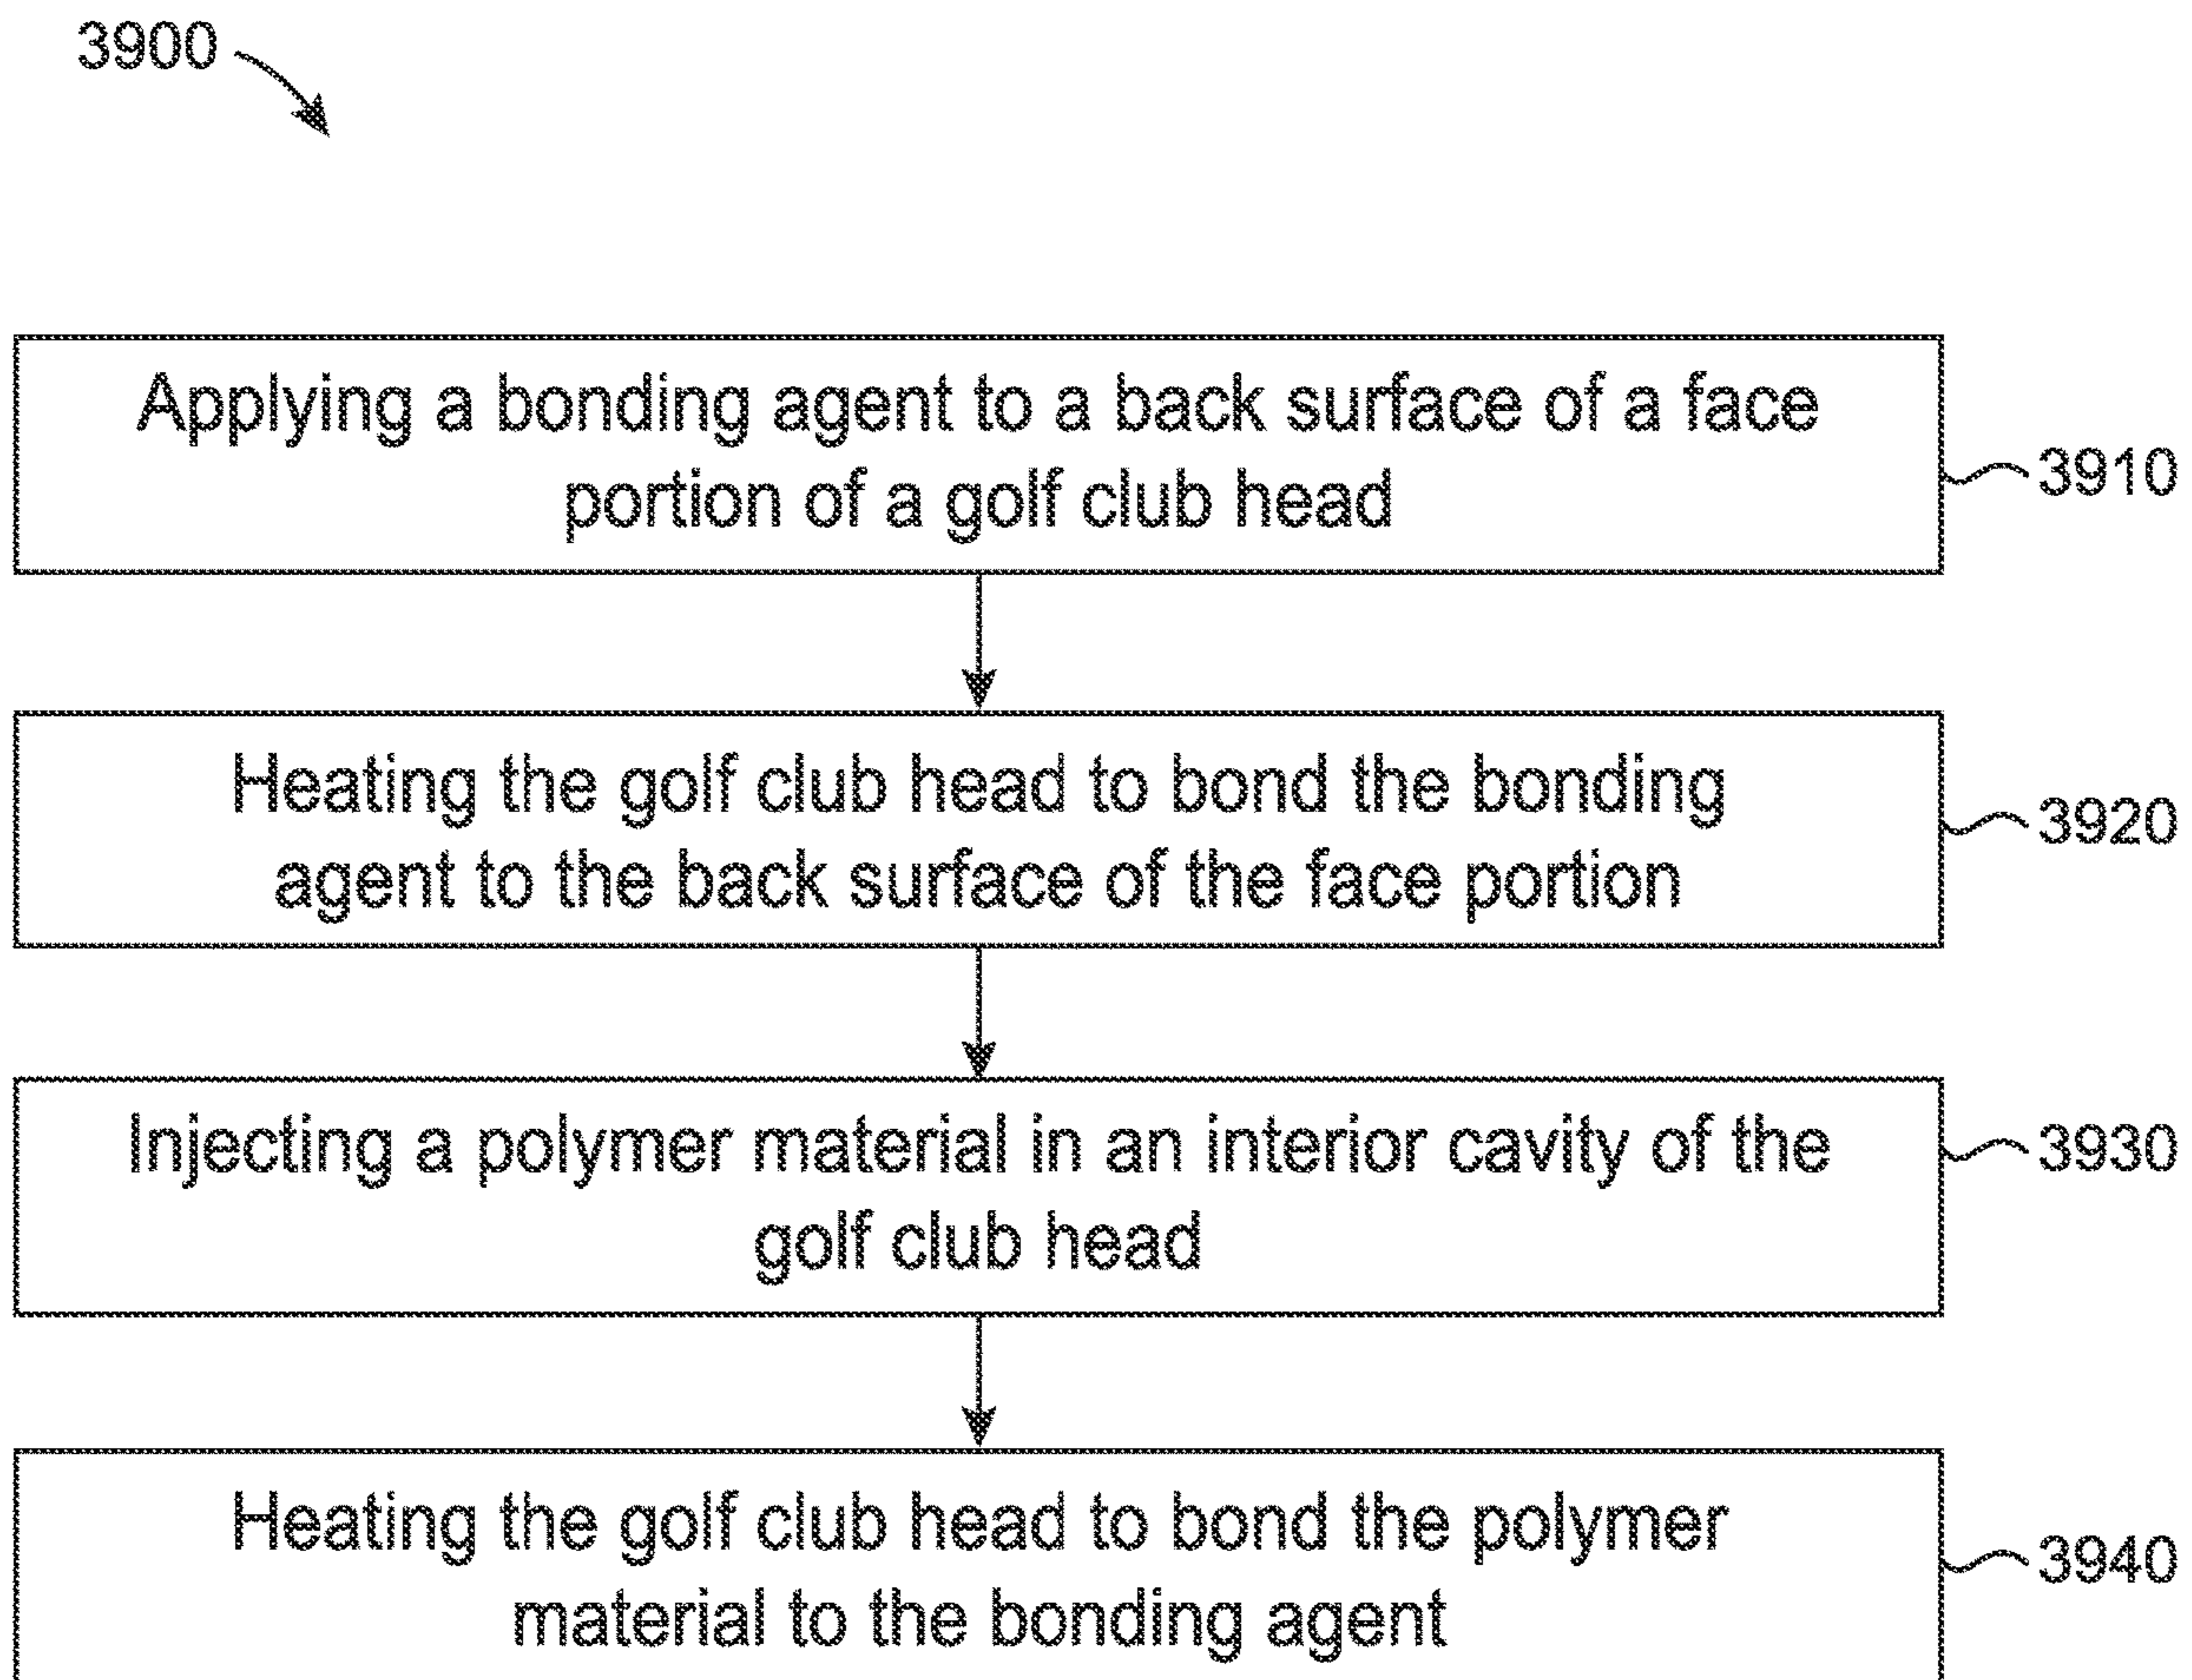 3900
Applying a bonding agent to a back surface of a face
portion of a golf club head
3910
Heating the golf club head to bond the bonding
agent to the back surface of the face portion
3920
Injecting a polymer material in an interior cavity of the
golf club head
3930
Heating the golf club head to bond the polymer
material to the bonding agent
3940